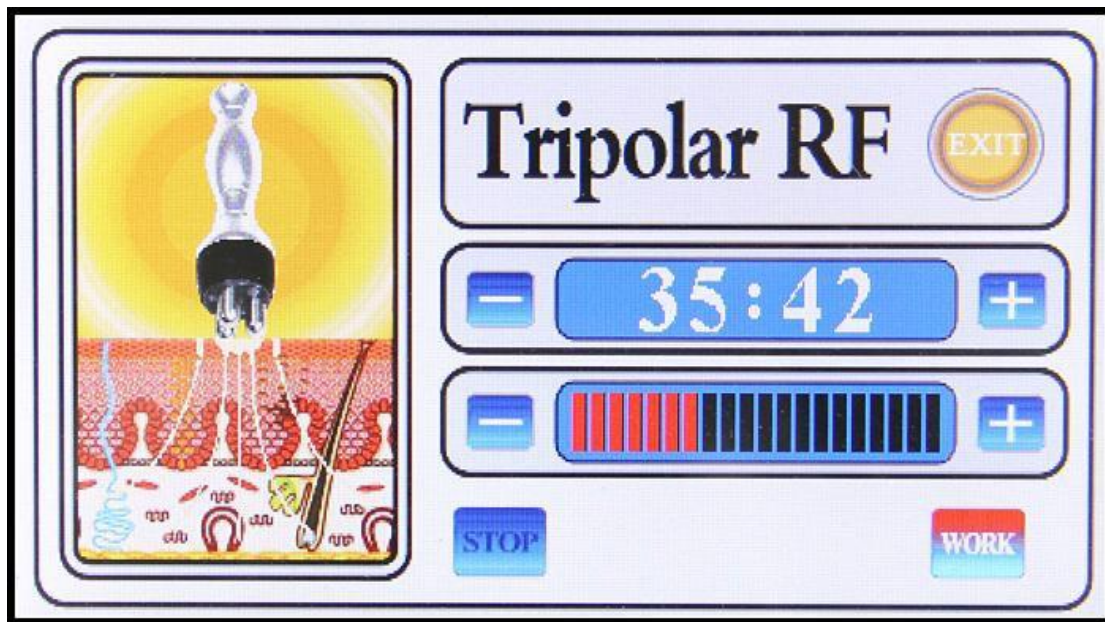 Tripolar RF
EXIT
− 35:42 +
− +
STOP
WORK